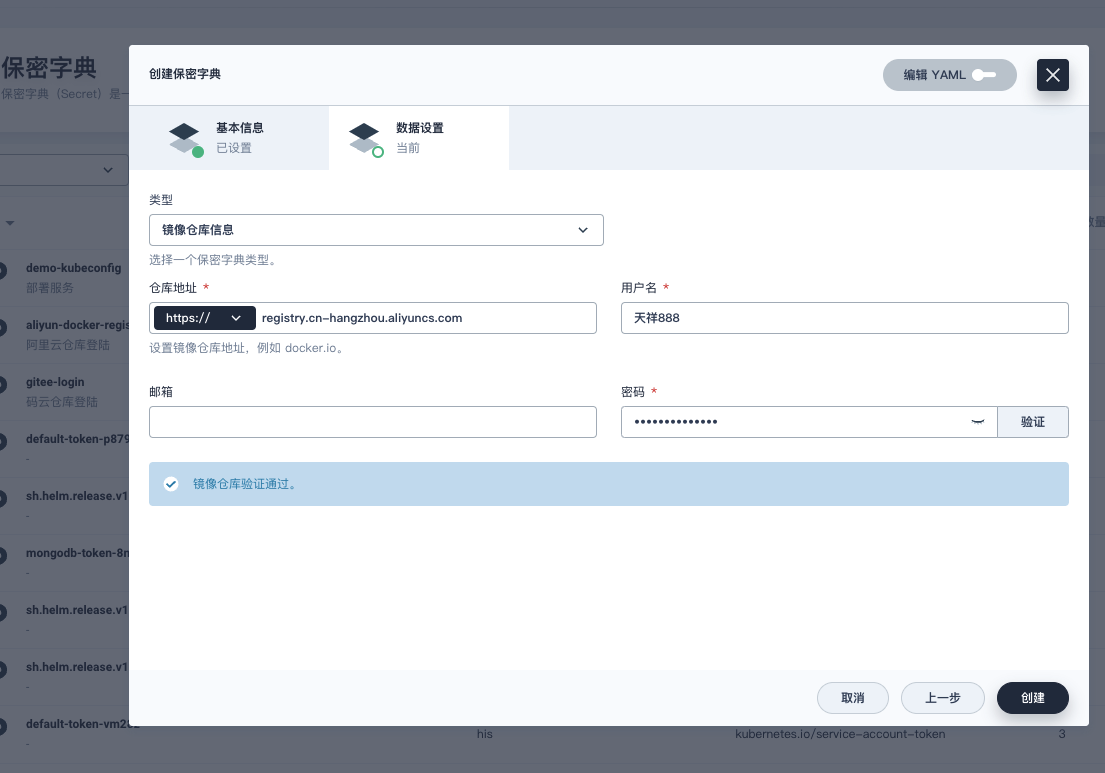 保密字典
保密字典（Secret）是一
创建保密字典
编辑 YAML
基本信息
已设置
数据设置
当前
类型
镜像仓库信息
选择一个保密字典类型。
仓库地址 *
https://
registry.cn-hangzhou.aliyuncs.com
设置镜像仓库地址，例如 docker.io。
用户名 *
天祥888
邮箱
密码 *
••••••••••••••
验证
镜像仓库验证通过。
取消
上一步
创建
demo-kubeconfig
部署服务
aliyun-docker-regis
阿里云仓库登陆
gitee-login
码云仓库登陆
default-token-p879
-
sh.helm.release.v1
-
mongodb-token-8n
-
sh.helm.release.v1
-
sh.helm.release.v1
-
default-token-vm2
-
his
kubernetes.io/service-account-token
3